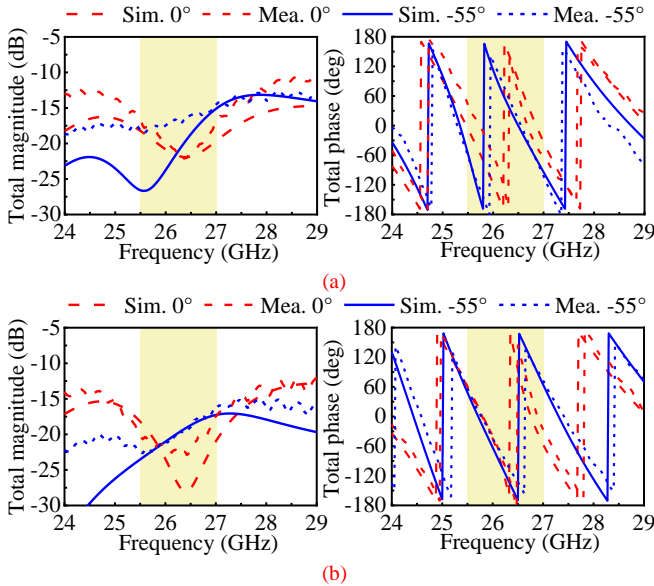 Sim. 0° Mea. 0° Sim. -55° Mea. -55°
Total magnitude (dB)
-5
-10
-15
-20
-25
-30
24 25 26 27 28 29
Frequency (GHz)
Total phase (deg)
180
120
60
0
-60
-120
-180
24 25 26 27 28 29
Frequency (GHz)
(a)
Sim. 0° Mea. 0° Sim. -55° Mea. -55°
Total magnitude (dB)
-5
-10
-15
-20
-25
-30
24 25 26 27 28 29
Frequency (GHz)
Total phase (deg)
180
120
60
0
-60
-120
-180
24 25 26 27 28 29
Frequency (GHz)
(b)